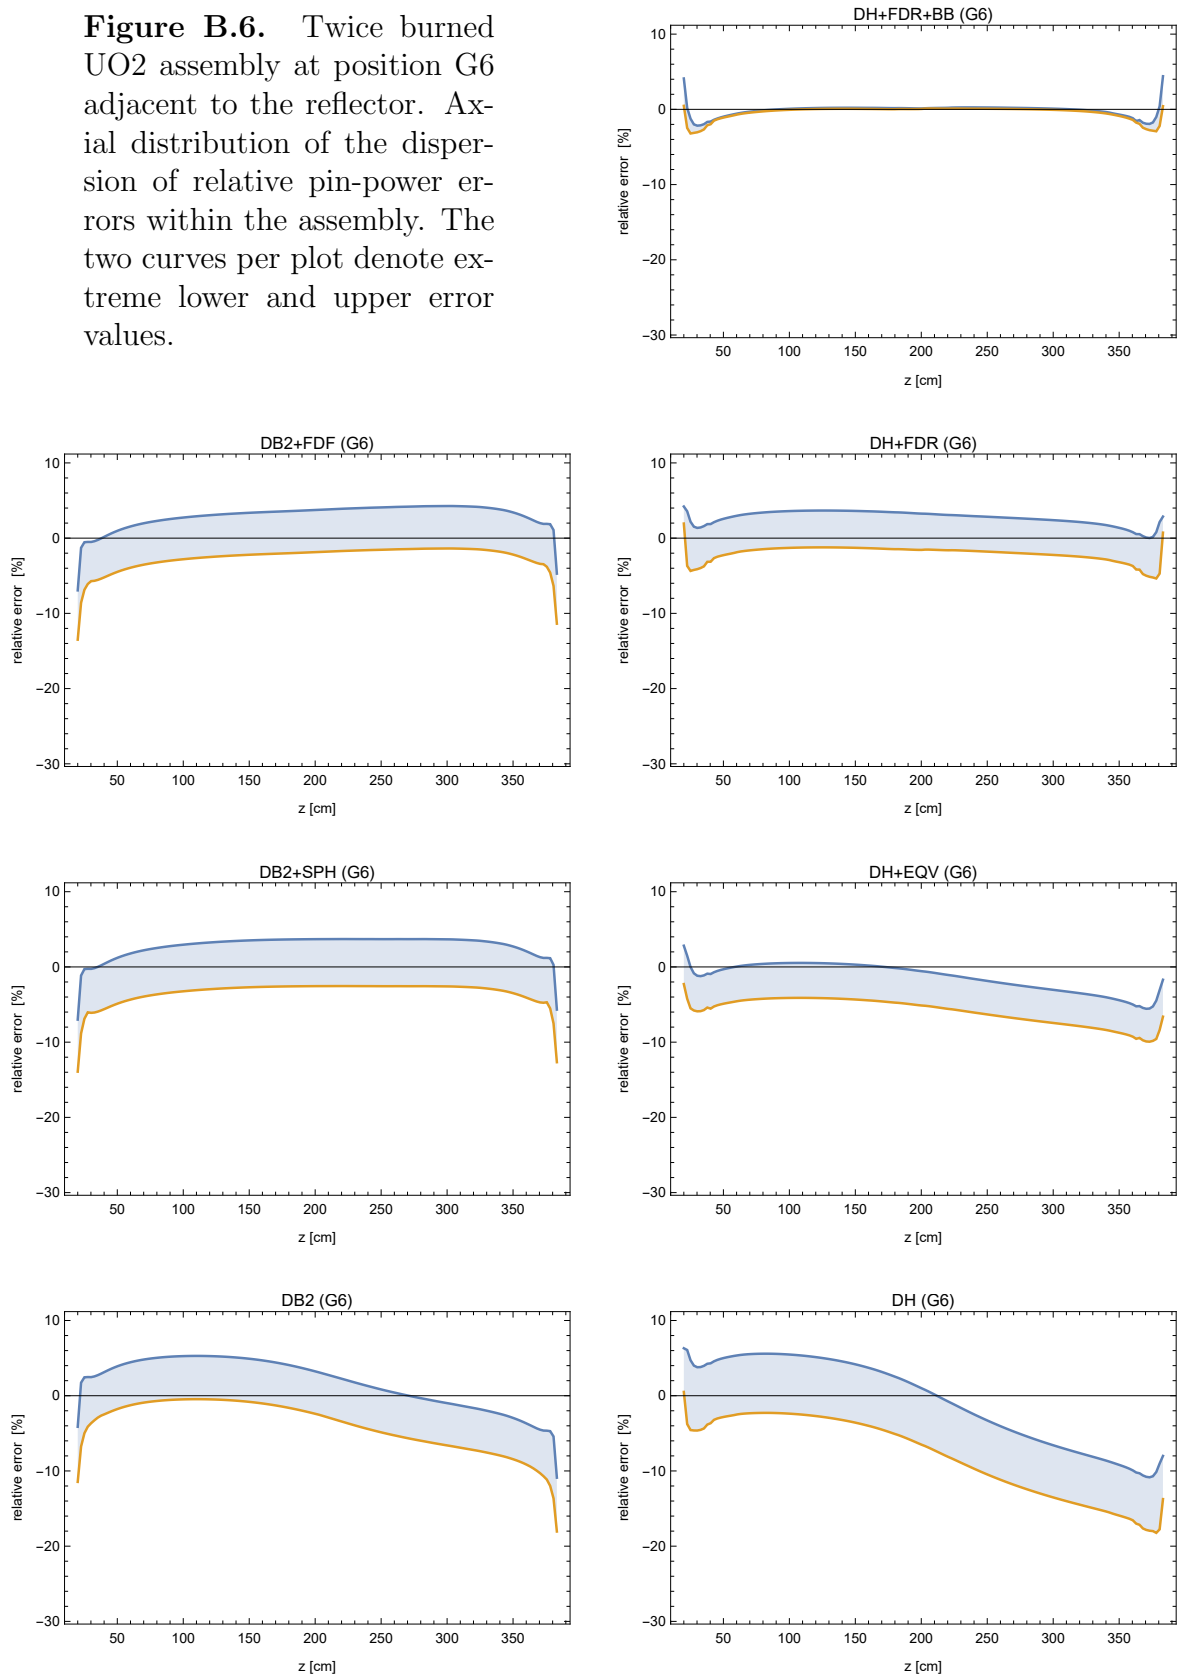 Figure B.6. Twice burned
UO2 assembly at position G6
adjacent to the reflector. Ax-
ial distribution of the disper-
sion of relative pin-power er-
rors within the assembly. The
two curves per plot denote ex-
treme lower and upper error
values.
DH+FDR+BB (G6)
10
0
−10
−20
−30
relative error [%]
50 100 150 200 250 300 350
z [cm]
DB2+FDF (G6)
10
0
−10
−20
−30
relative error [%]
50 100 150 200 250 300 350
z [cm]
DH+FDR (G6)
10
0
−10
−20
−30
relative error [%]
50 100 150 200 250 300 350
z [cm]
DB2+SPH (G6)
10
0
−10
−20
−30
relative error [%]
50 100 150 200 250 300 350
z [cm]
DH+EQV (G6)
10
0
−10
−20
−30
relative error [%]
50 100 150 200 250 300 350
z [cm]
DB2 (G6)
10
0
−10
−20
−30
relative error [%]
50 100 150 200 250 300 350
z [cm]
DH (G6)
10
0
−10
−20
−30
relative error [%]
50 100 150 200 250 300 350
z [cm]